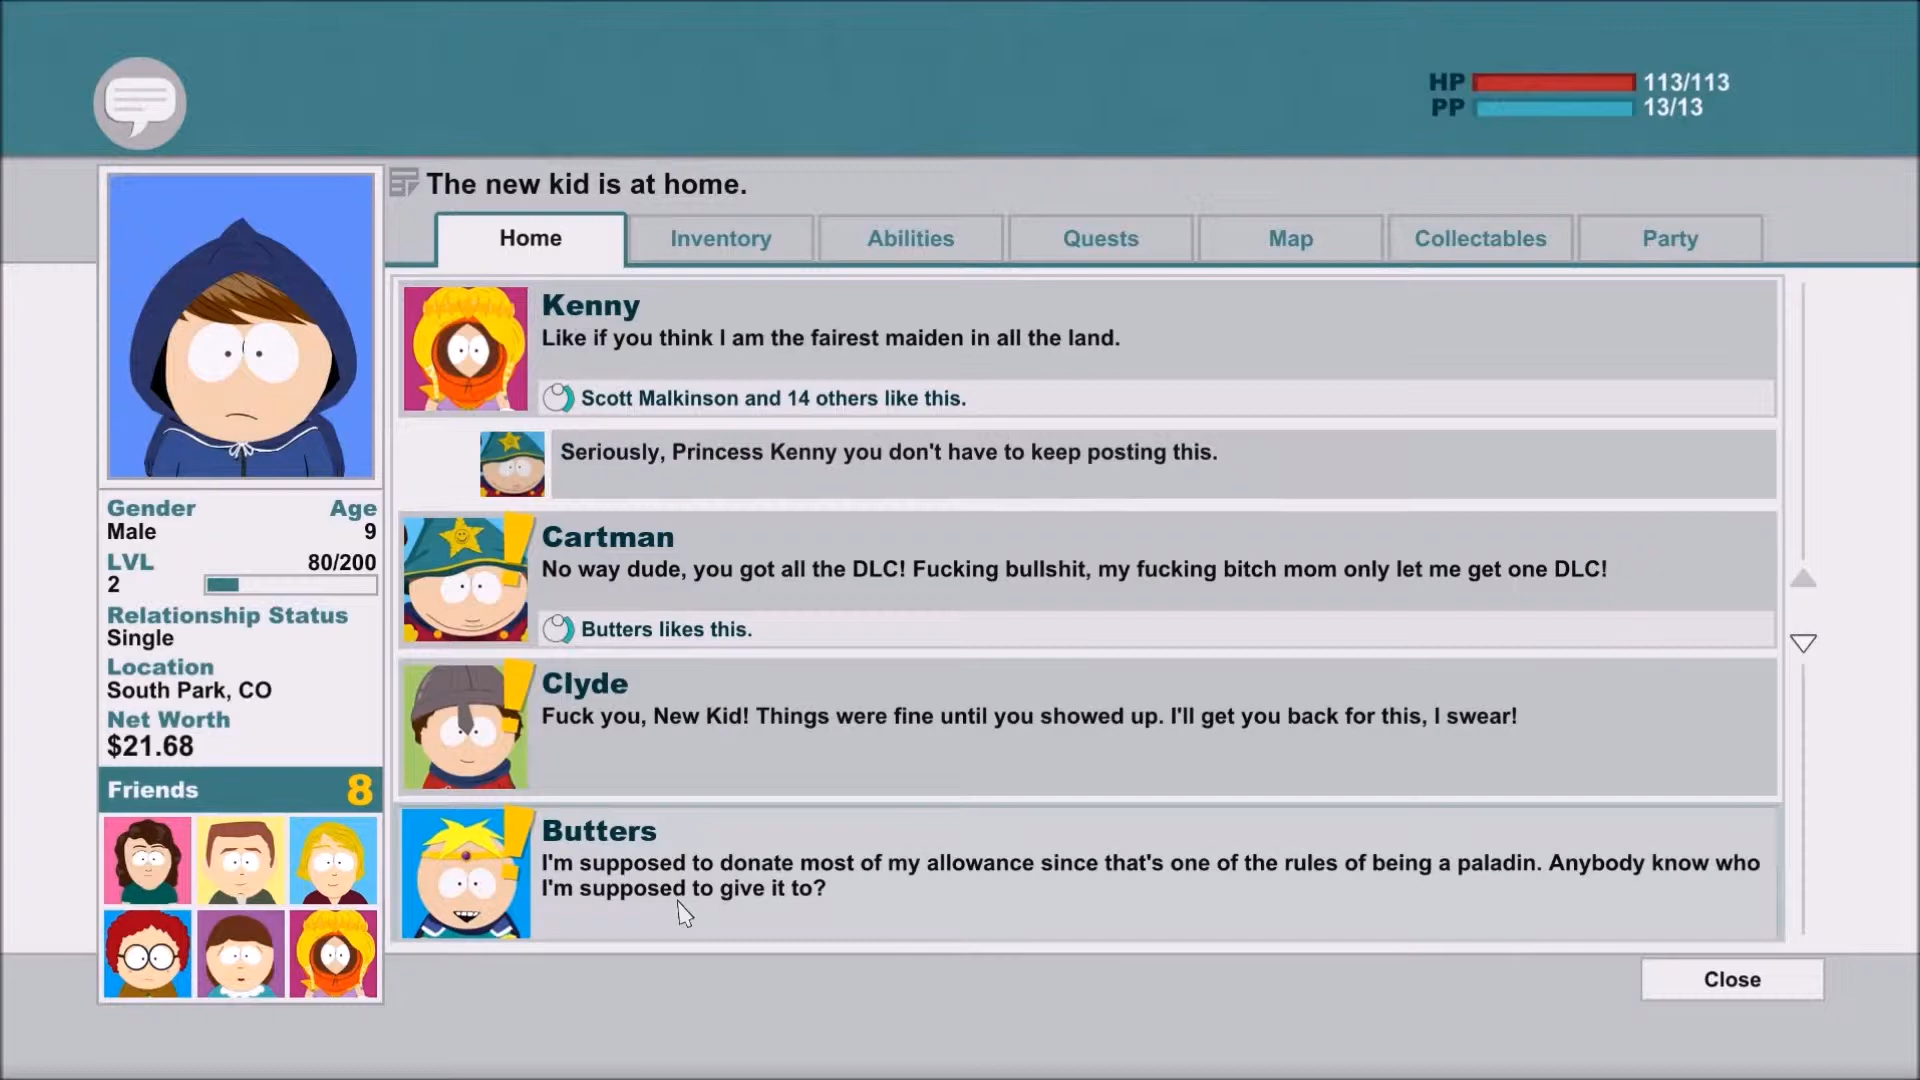 HP 113/113
PP 13/13
The new kid is at home.
Home Inventory Abilities Quests Map Collectables Party
Gender Age
Male 9
LVL 80/200
2
Relationship Status
Single
Location
South Park, CO
Net Worth
$21.68
Friends 8
Kenny
Like if you think I am the fairest maiden in all the land.
Scott Malkinson and 14 others like this.
Seriously, Princess Kenny you don't have to keep posting this.
Cartman
No way dude, you got all the DLC! Fucking bullshit, my fucking bitch mom only let me get one DLC!
Butters likes this.
Clyde
Fuck you, New Kid! Things were fine until you showed up. I'll get you back for this, I swear!
Butters
I'm supposed to donate most of my allowance since that's one of the rules of being a paladin. Anybody know who
I'm supposed to give it to?
Close